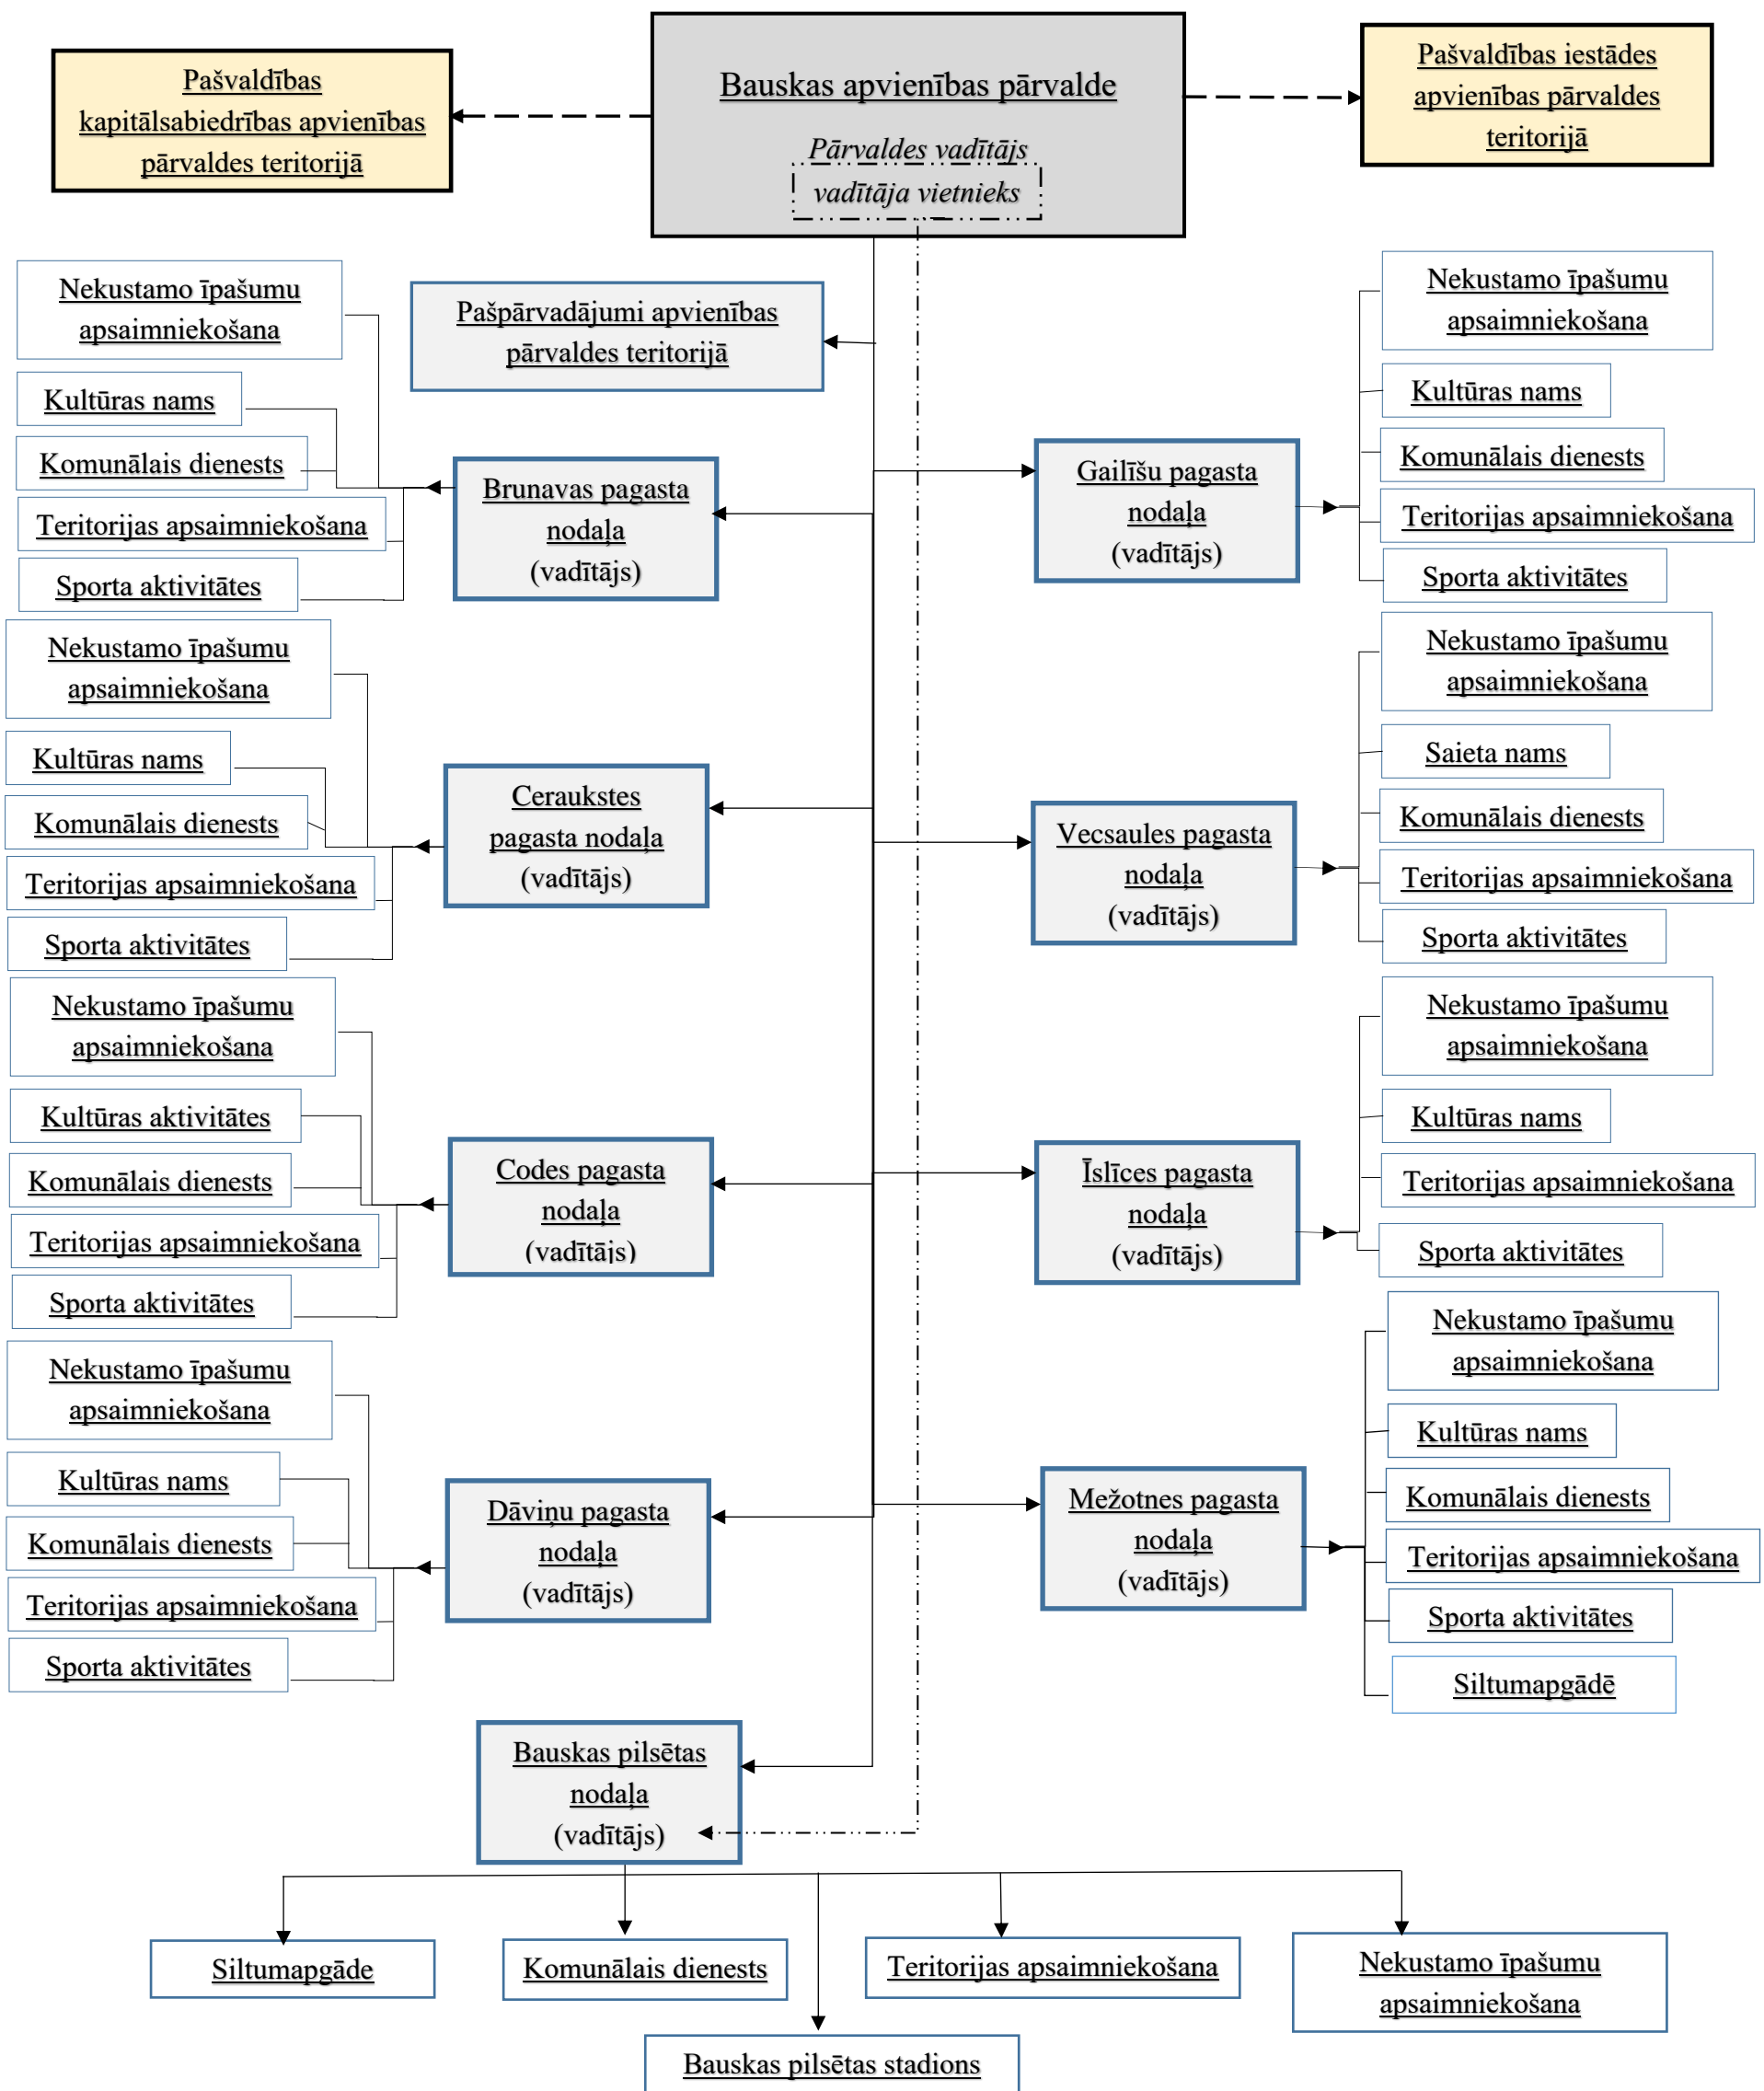 Pašvaldības
kapitālsabiedrības apvienības
pārvaldes teritorijā
Bauskas apvienības pārvalde
Pārvaldes vadītājs
vadītāja vietnieks
Pašvaldības iestādes
apvienības pārvaldes
teritorijā
Pašpārvadājumi apvienības
pārvaldes teritorijā
Nekustamo īpašumu
apsaimniekošana
Kultūras nams
Komunālais dienests
Teritorijas apsaimniekošana
Sporta aktivitātes
Brunavas pagasta
nodaļa
(vadītājs)
Gailīšu pagasta
nodaļa
(vadītājs)
Nekustamo īpašumu
apsaimniekošana
Kultūras nams
Komunālais dienests
Teritorijas apsaimniekošana
Sporta aktivitātes
Nekustamo īpašumu
apsaimniekošana
Kultūras nams
Komunālais dienests
Teritorijas apsaimniekošana
Sporta aktivitātes
Ceraukstes
pagasta nodaļa
(vadītājs)
Vecsaules pagasta
nodaļa
(vadītājs)
Nekustamo īpašumu
apsaimniekošana
Saieta nams
Komunālais dienests
Teritorijas apsaimniekošana
Sporta aktivitātes
Nekustamo īpašumu
apsaimniekošana
Kultūras aktivitātes
Komunālais dienests
Teritorijas apsaimniekošana
Sporta aktivitātes
Codes pagasta
nodaļa
(vadītājs)
Īslīces pagasta
nodaļa
(vadītājs)
Nekustamo īpašumu
apsaimniekošana
Kultūras nams
Teritorijas apsaimniekošana
Sporta aktivitātes
Nekustamo īpašumu
apsaimniekošana
Kultūras nams
Komunālais dienests
Teritorijas apsaimniekošana
Sporta aktivitātes
Dāviņu pagasta
nodaļa
(vadītājs)
Mežotnes pagasta
nodaļa
(vadītājs)
Nekustamo īpašumu
apsaimniekošana
Kultūras nams
Komunālais dienests
Teritorijas apsaimniekošana
Sporta aktivitātes
Siltumapgādē
Bauskas pilsētas
nodaļa
(vadītājs)
Siltumapgāde
Komunālais dienests
Teritorijas apsaimniekošana
Nekustamo īpašumu
apsaimniekošana
Bauskas pilsētas stadions